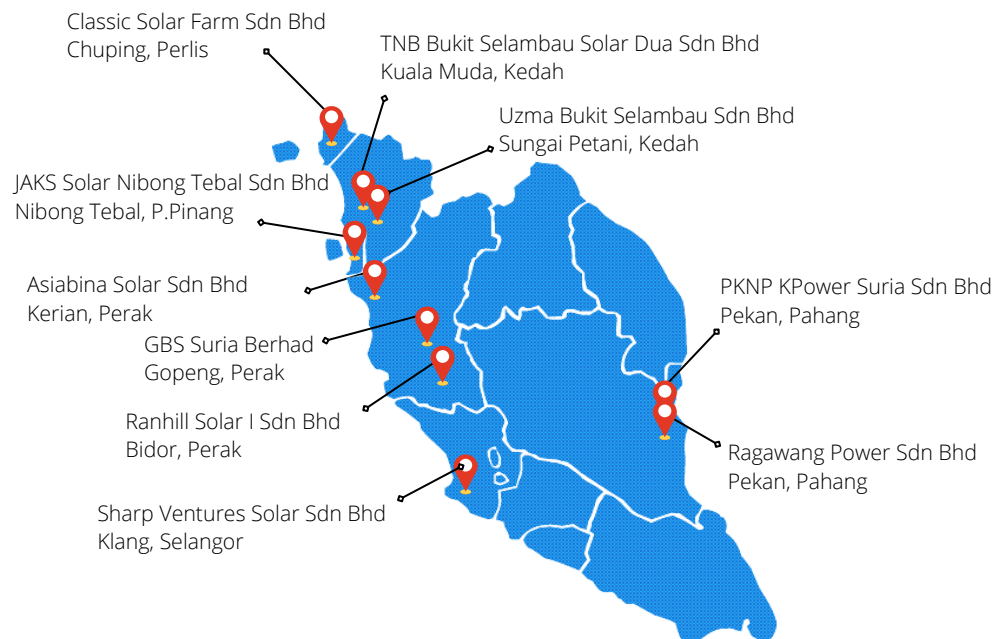 Classic Solar Farm Sdn Bhd
Chuping, Perlis
TNB Bukit Selambau Solar Dua Sdn Bhd
Kuala Muda, Kedah
Uzma Bukit Selambau Sdn Bhd
Sungai Petani, Kedah
JAKS Solar Nibong Tebal Sdn Bhd
Nibong Tebal, P.Pinang
Asiabina Solar Sdn Bhd
Kerian, Perak
PKNP KPower Suria Sdn Bhd
Pekan, Pahang
GBS Suria Berhad
Gopeng, Perak
Ranhill Solar I Sdn Bhd
Bidor, Perak
Ragawang Power Sdn Bhd
Pekan, Pahang
Sharp Ventures Solar Sdn Bhd
Klang, Selangor